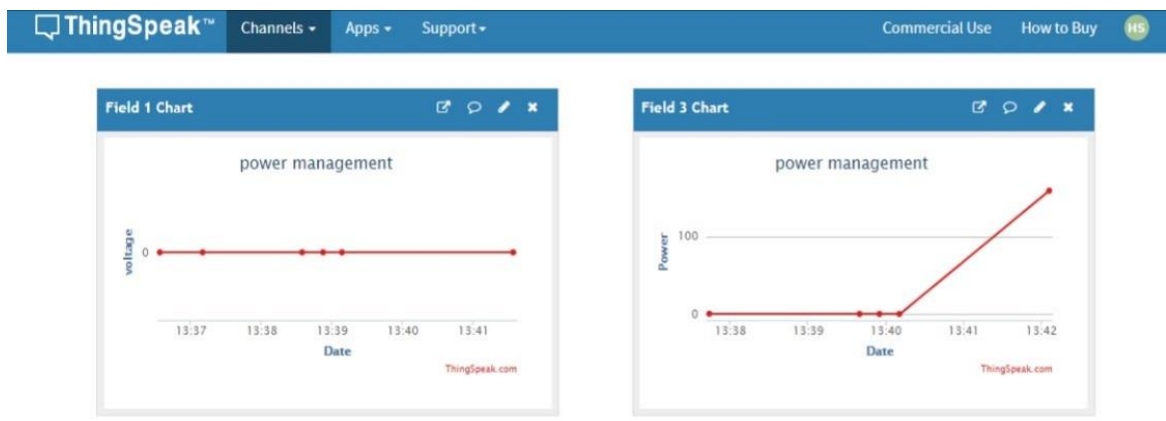 ThingSpeak™ Channels Apps Support Commercial Use How to Buy HS
Field 1 Chart
power management
voltage
0
13:37 13:38 13:39 13:40 13:41
Date
ThingSpeak.com
Field 3 Chart
power management
Power
100
0
13:38 13:39 13:40 13:41 13:42
Date
ThingSpeak.com